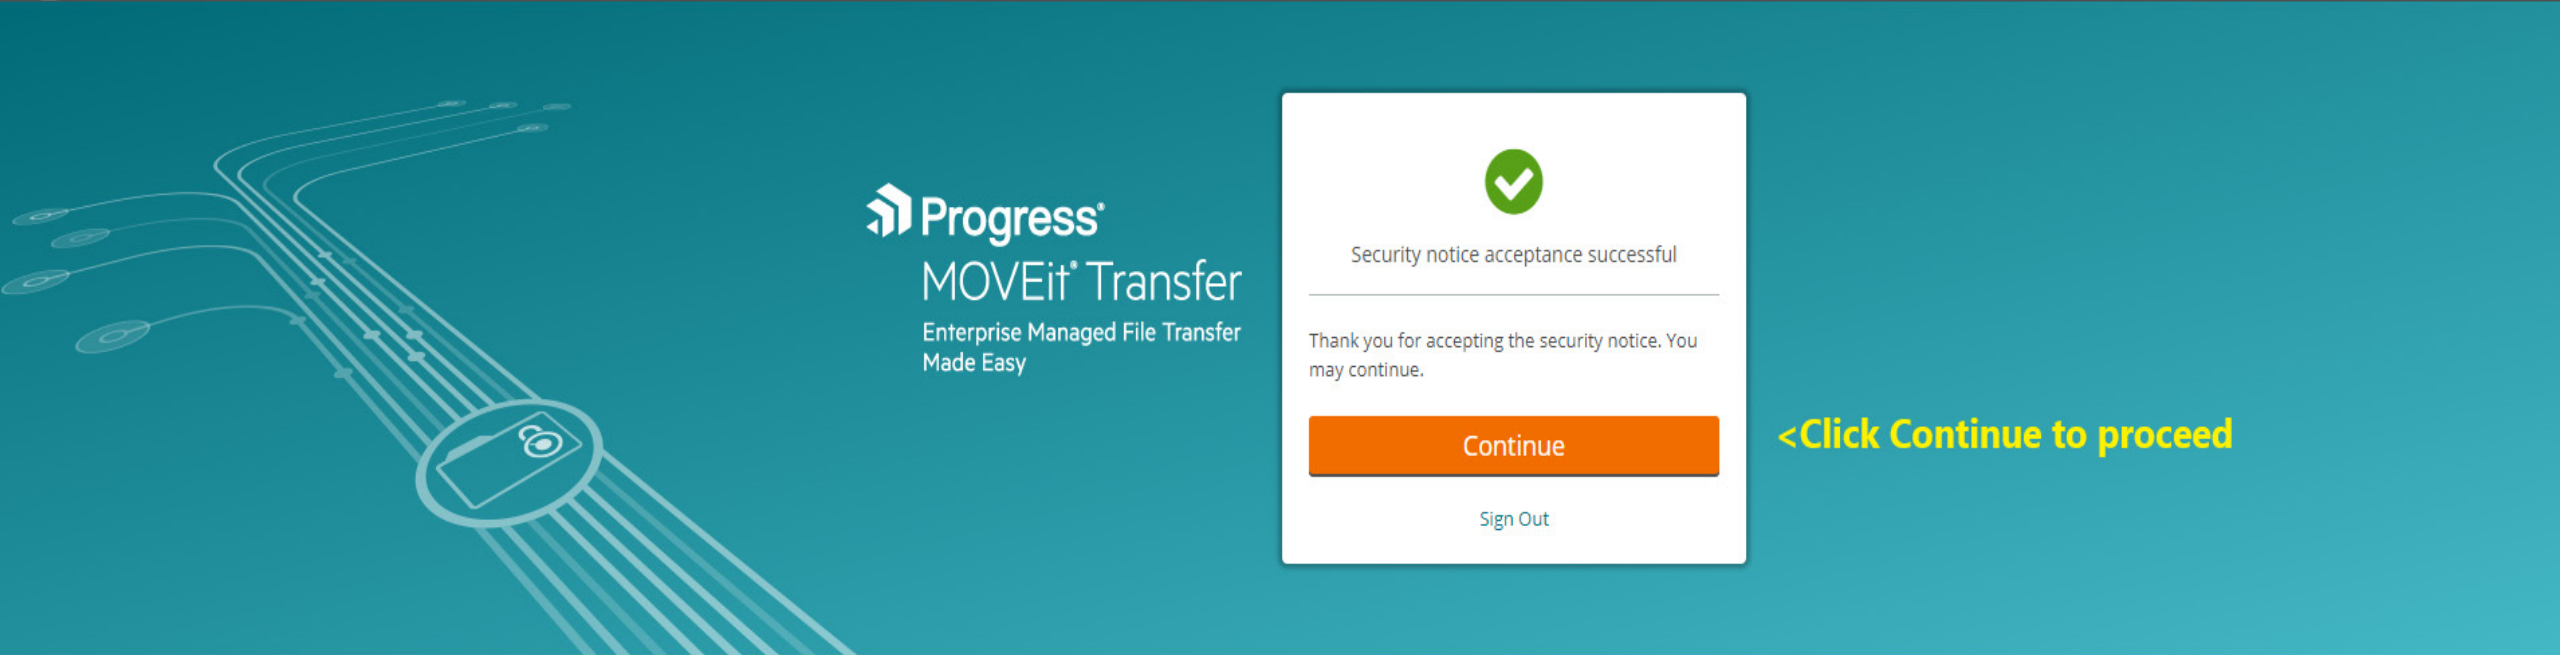 Progress®
MOVEit® Transfer
Enterprise Managed File Transfer
Made Easy
Security notice acceptance successful
Thank you for accepting the security notice. You
may continue.
Continue
<Click Continue to proceed
Sign Out